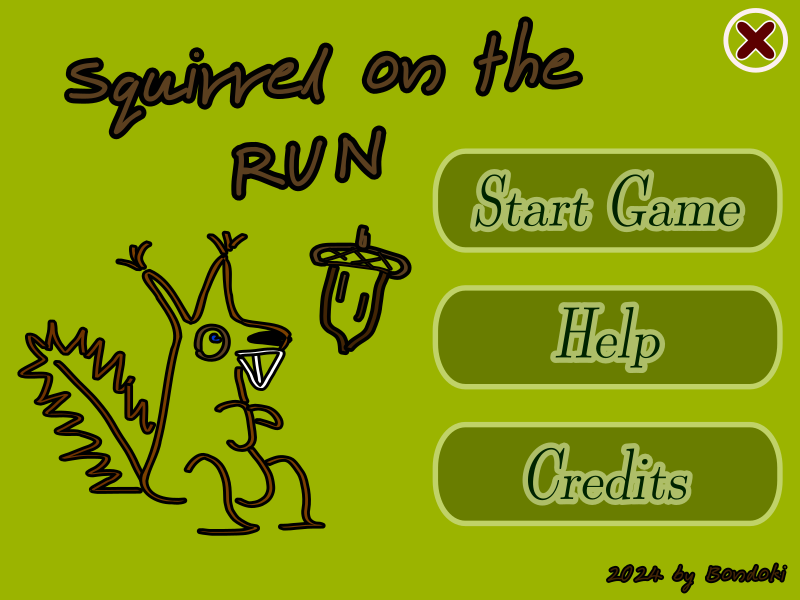 Squirrel on the
RUN
Start Game
Help
Credits
2024 by Bondoki